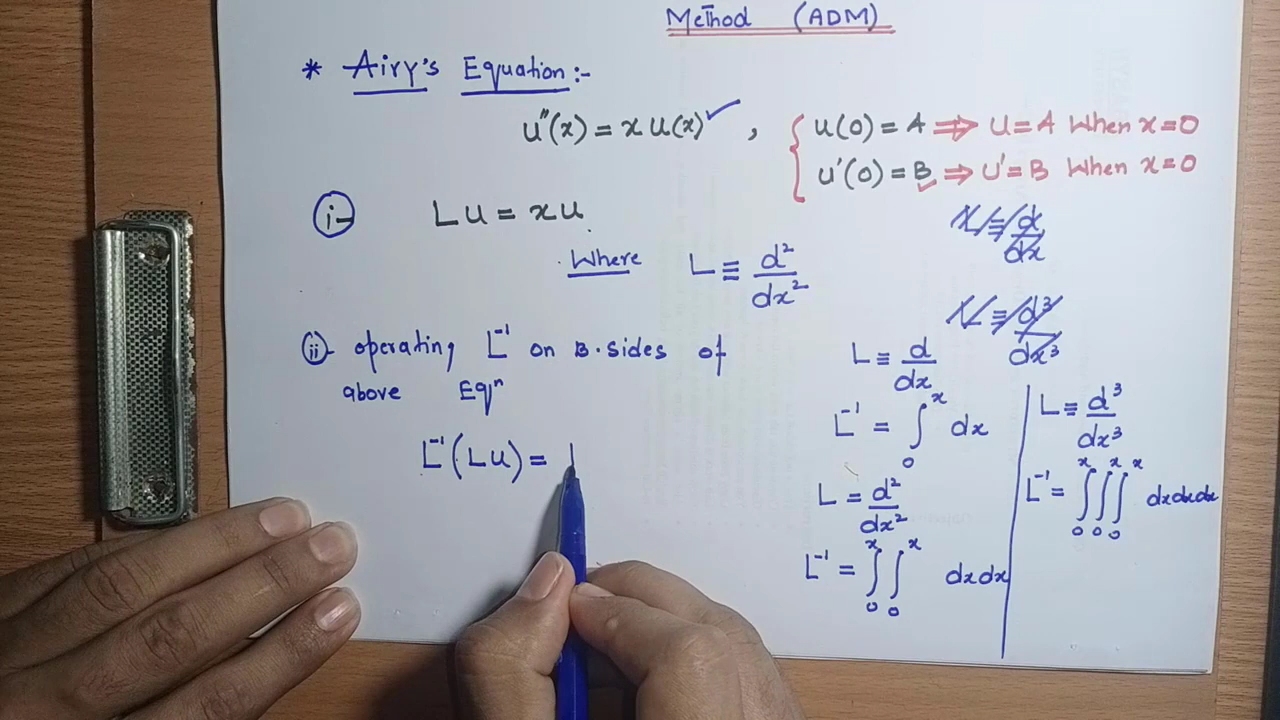 Method (ADM)
* Airy's Equation:-
u''(x) = x u(x) ✓, { u(0) = A ⇒ U = A When x = 0
u'(0) = B ⇒ U' = B When x = 0
(i)- Lu = xu
Where L ≡ d²/dx²
(ii)- operating L⁻¹ on B.sides of
above Eqⁿ
L⁻¹(Lu) =
L ≡ d/dx
L⁻¹ = ∫₀ˣ dx
L = d²/dx²
L⁻¹ = ∫₀ˣ∫₀ˣ dxdx
L ≡ d³/dx³
L⁻¹ = ∫₀ˣ∫₀ˣ∫₀ˣ dxdxdx